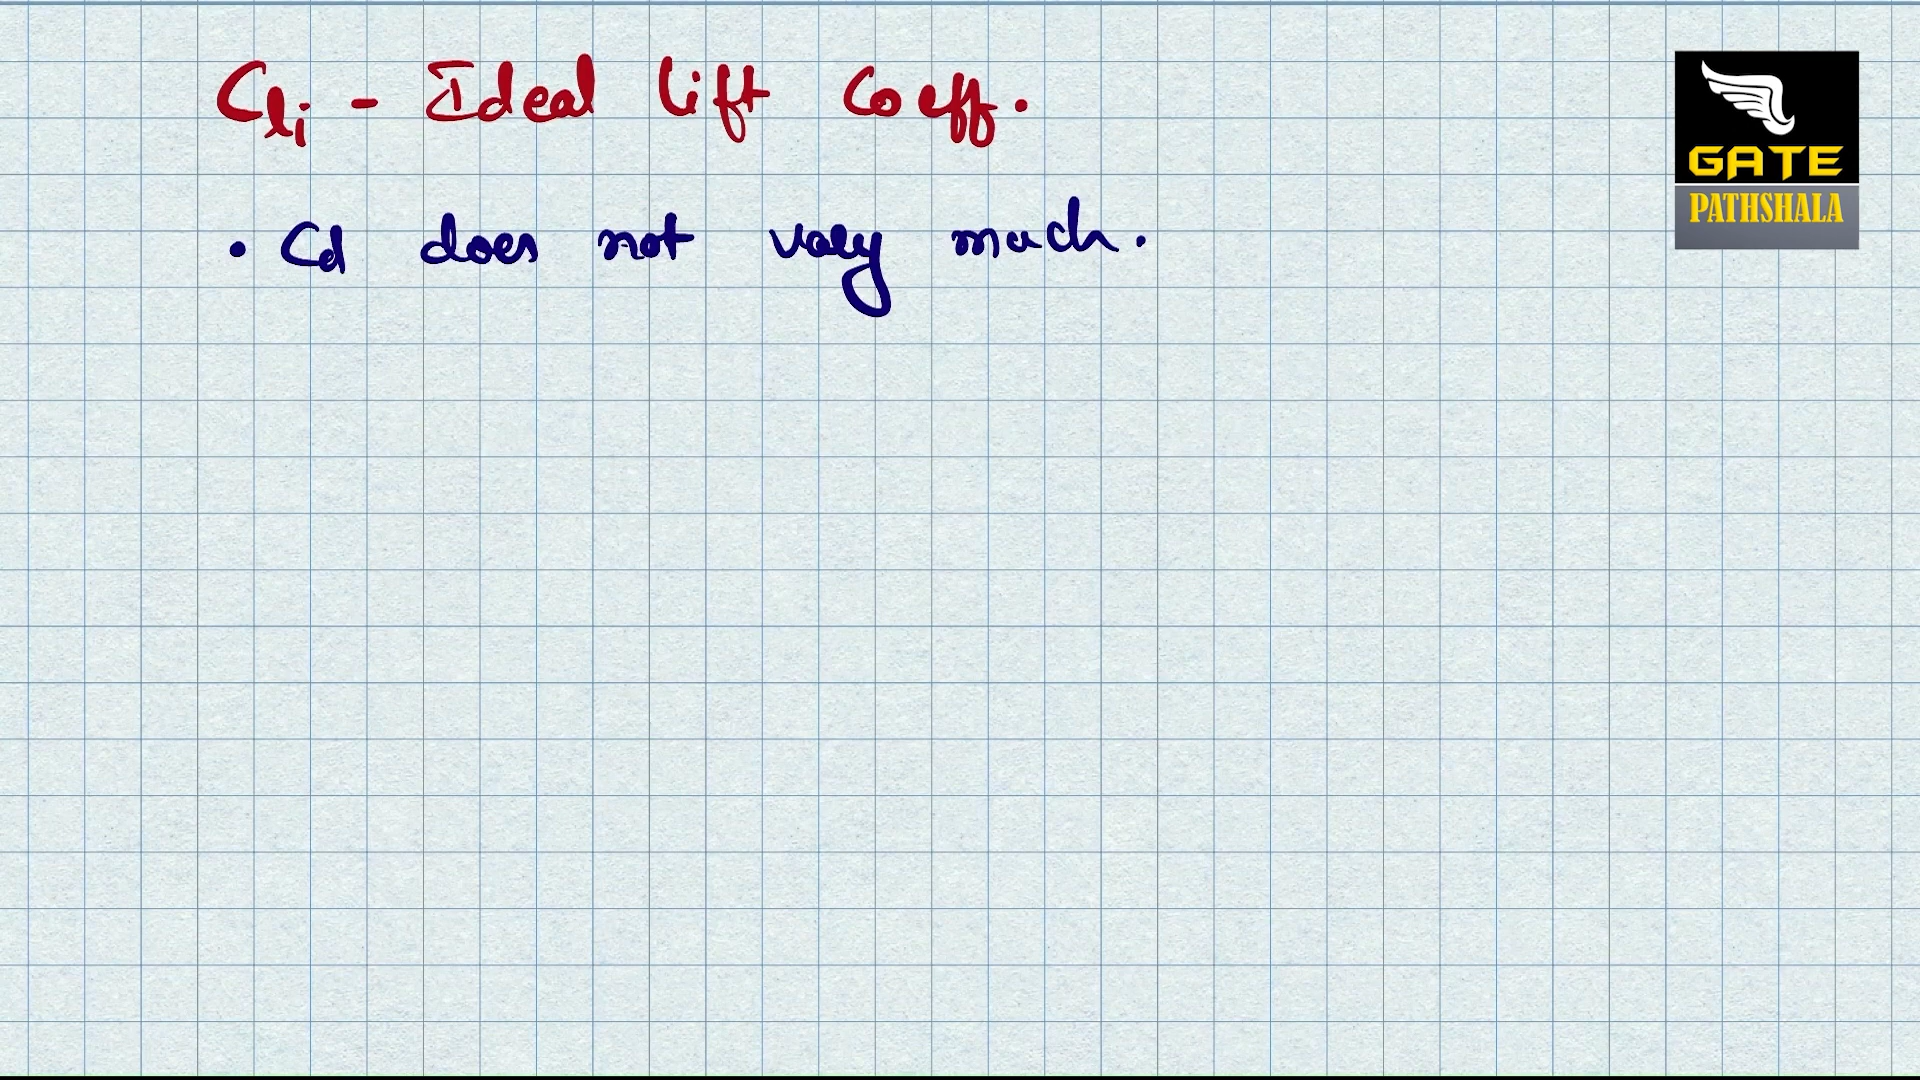 Cli - Ideal lift Coeff.
• Cd does not vary much.
GATE
PATHSHALA